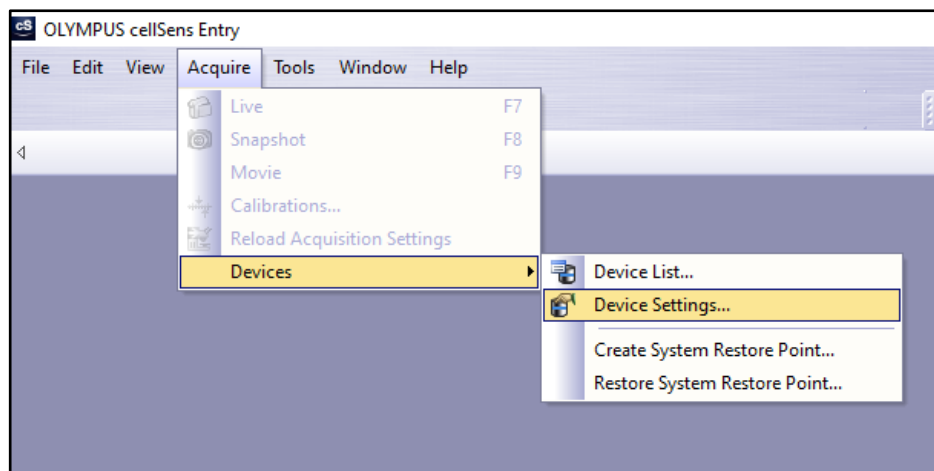 cS OLYMPUS cellSens Entry
File Edit View Acquire Tools Window Help
Live F7
Snapshot F8
Movie F9
Calibrations...
Reload Acquisition Settings
Devices
Device List...
Device Settings...
Create System Restore Point...
Restore System Restore Point...